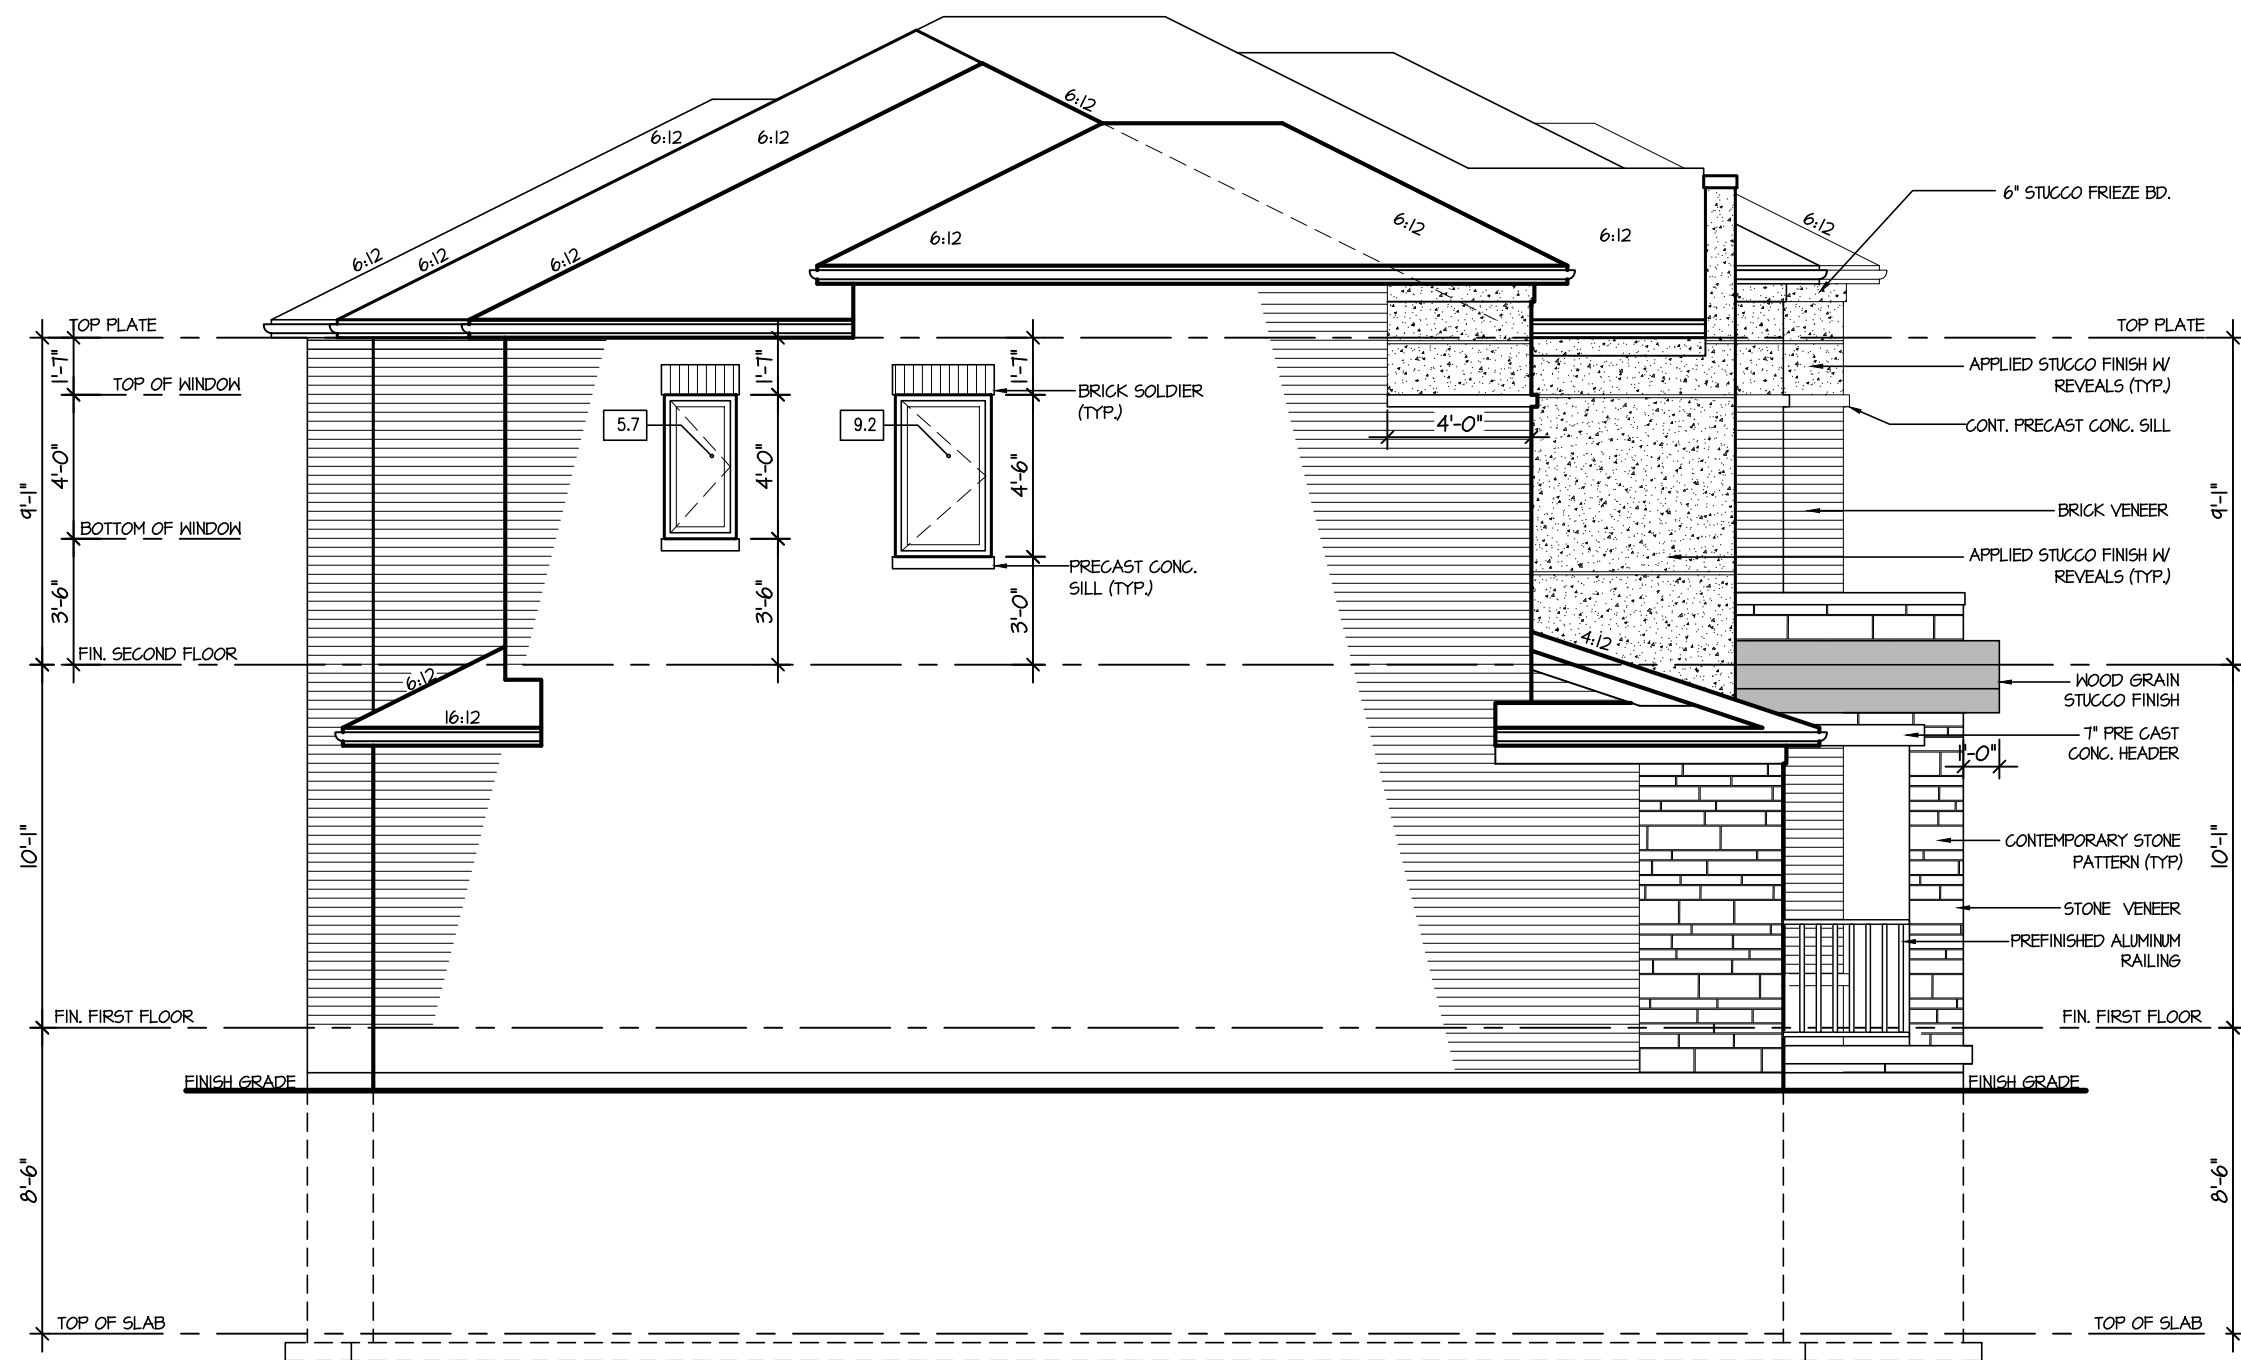 6:12
6:12
6:12
6:12
6:12
6:12
6:12
6:12
6:12
6:12
6" STUCCO FRIEZE BD.
TOP PLATE
TOP PLATE
1'-7"
1'-7"
1'-7"
TOP OF WINDOW
BRICK SOLDIER
(TYP.)
APPLIED STUCCO FINISH W/
REVEALS (TYP.)
CONT. PRECAST CONC. SILL
5.7
9.2
4'-0"
4'-0"
4'-0"
4'-6"
9'-1"
9'-1"
BOTTOM OF WINDOW
BRICK VENEER
APPLIED STUCCO FINISH W/
REVEALS (TYP.)
PRECAST CONC.
SILL (TYP.)
3'-6"
3'-6"
3'-0"
FIN. SECOND FLOOR
4:12
6:12
16:12
WOOD GRAIN
STUCCO FINISH
7" PRE CAST
CONC. HEADER
1'-0"
10'-1"
10'-1"
CONTEMPORARY STONE
PATTERN (TYP)
STONE VENEER
PREFINISHED ALUMINUM
RAILING
FIN. FIRST FLOOR
FIN. FIRST FLOOR
FINISH GRADE
FINISH GRADE
8'-6"
8'-6"
TOP OF SLAB
TOP OF SLAB